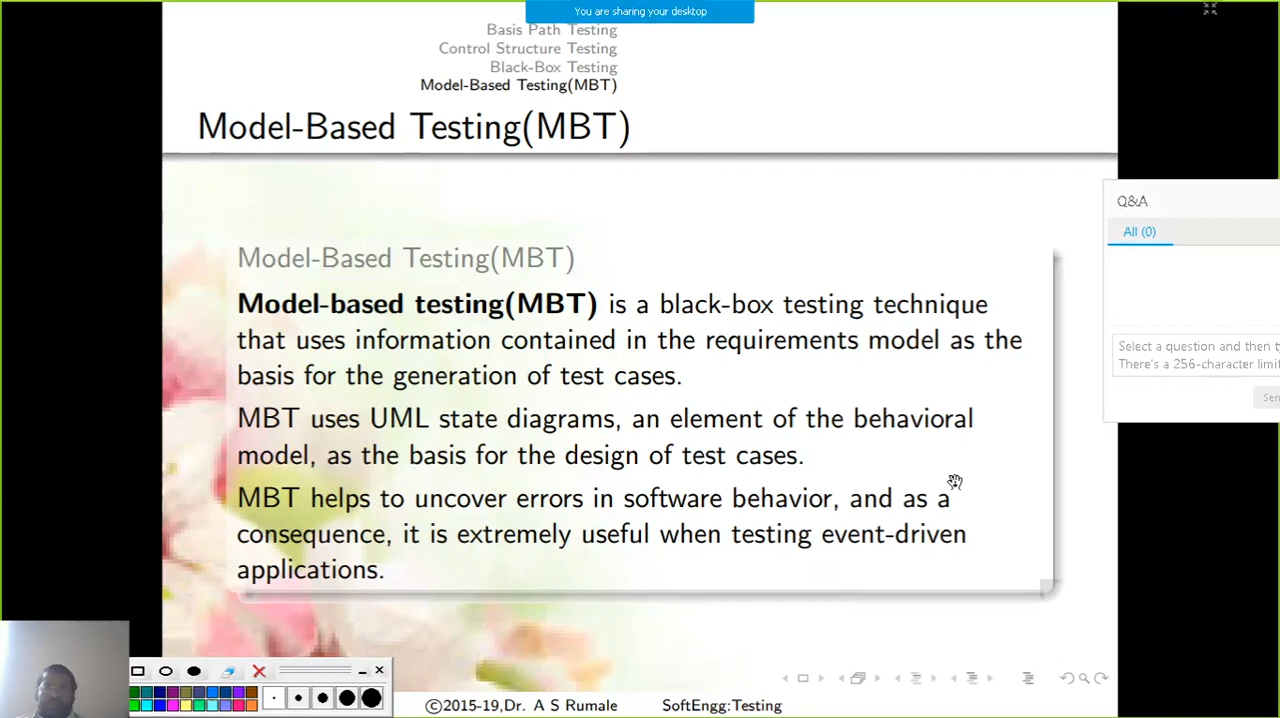 You are sharing your desktop
Basis Path Testing
Control Structure Testing
Black-Box Testing
Model-Based Testing(MBT)
Model-Based Testing(MBT)
Model-Based Testing(MBT)
Model-based testing(MBT) is a black-box testing technique
that uses information contained in the requirements model as the
basis for the generation of test cases.
MBT uses UML state diagrams, an element of the behavioral
model, as the basis for the design of test cases.
MBT helps to uncover errors in software behavior, and as a
consequence, it is extremely useful when testing event-driven
applications.
Q&A
All (0)
Select a question and then
There's a 256-character
©2015-19,Dr. A S Rumale SoftEngg:Testing